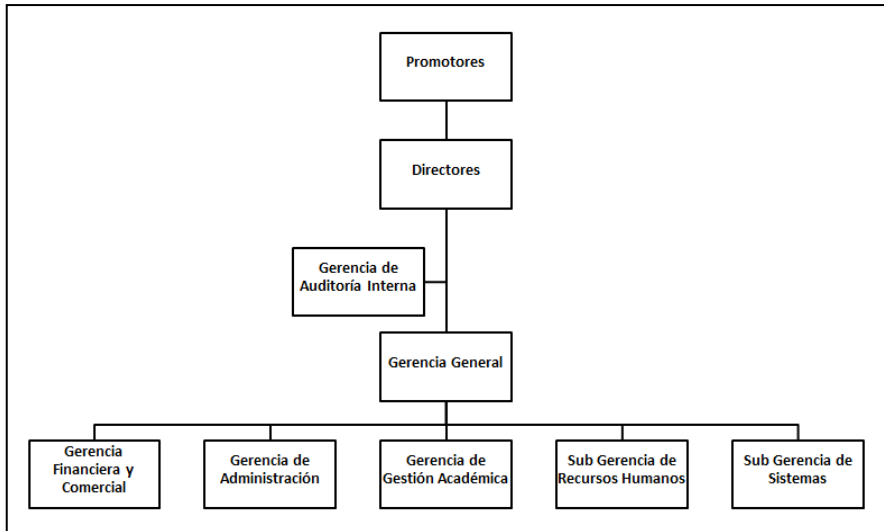 Promotores
Directores
Gerencia de
Auditoría Interna
Gerencia General
Gerencia
Financiera y
Comercial
Gerencia de
Administración
Gerencia de
Gestión Académica
Sub Gerencia de
Recursos Humanos
Sub Gerencia de
Sistemas